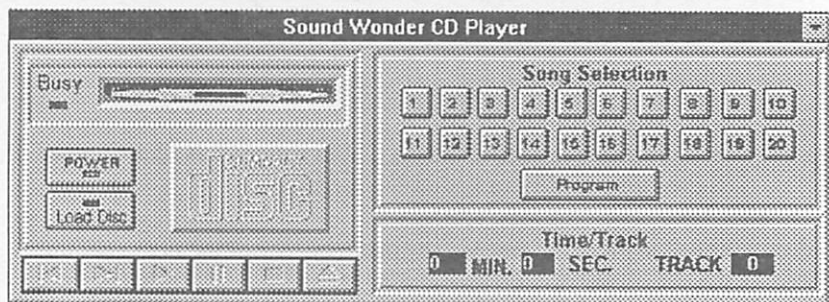 Sound Wonder CD Player
Busy
POWER
Load Disc
disc
Song Selection
1 2 3 4 5 6 7 8 9 10
11 12 13 14 15 16 17 18 19 20
Program
Time/Track
0 MIN. 0 SEC. TRACK 0